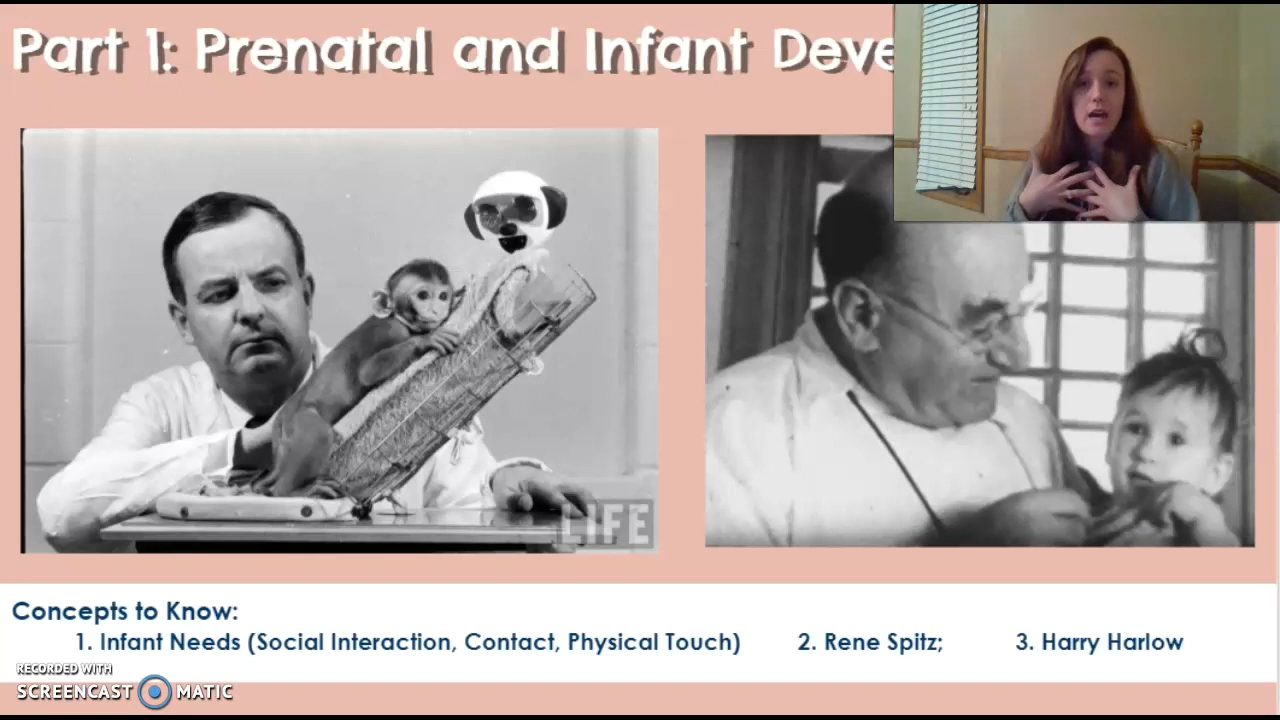 Part 1: Prenatal and Infant Deve
LIFE
Concepts to Know:
1. Infant Needs (Social Interaction, Contact, Physical Touch) 2. Rene Spitz; 3. Harry Harlow
RECORDED WITH
SCREENCAST MATIC